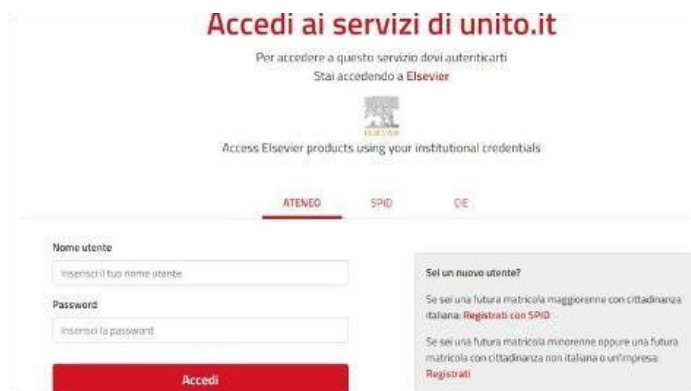 Accedi ai servizi di unito.it
Per accedere a questo servizio devi autenticarti
Stai accedendo a Elsevier
ELSEVIER
Access Elsevier products using your institutional credentials
ATENEO
SPID
CIE
Nome utente
Inserisci il tuo nome utente
Password
Inserisci la password
Accedi
Sei un nuovo utente?
Se sei una futura matricola maggiorenne con cittadinanza
italiana: Registrati con SPID
Se sei una futura matricola minorenne oppure una futura
matricola con cittadinanza non italiana o un'impresa:
Registrati